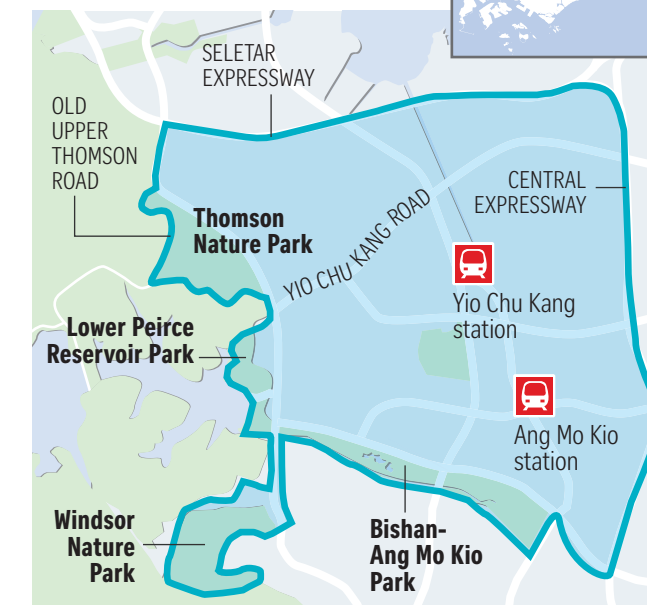 SELETAR
EXPRESSWAY
OLD
UPPER
THOMSON
ROAD
Thomson
Nature Park
YIO CHU KANG ROAD
CENTRAL
EXPRESSWAY
Yio Chu Kang
station
Lower Peirce
Reservoir Park
Ang Mo Kio
station
Windsor
Nature
Park
Bishan-
Ang Mo Kio
Park